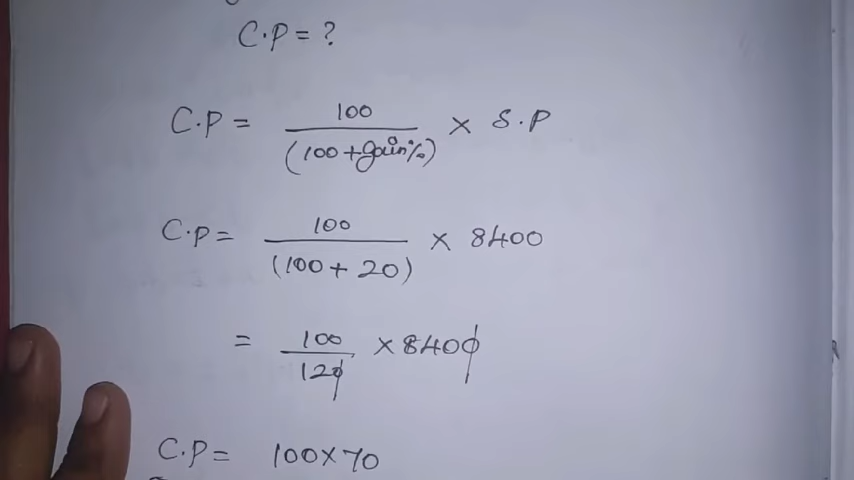 C.P = ?
C.P = 100 / (100 + gain%) × S.P
C.P = 100 / (100 + 20) × 8400
= 100 / 120 × 8400
C.P = 100 × 70